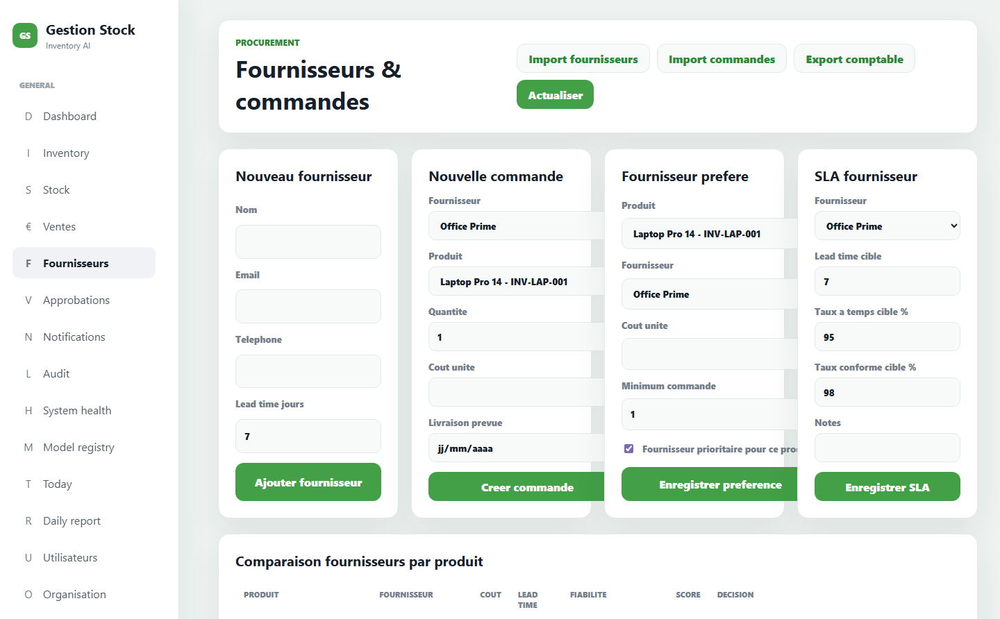 GS
Gestion Stock
Inventory AI
GENERAL
D Dashboard
I Inventory
S Stock
€ Ventes
F Fournisseurs
V Approbations
N Notifications
L Audit
H System health
M Model registry
T Today
R Daily report
U Utilisateurs
O Organisation
PROCUREMENT
Fournisseurs &
commandes
Import fournisseurs
Import commandes
Export comptable
Actualiser
Nouveau fournisseur
Nom
Email
Telephone
Lead time jours
7
Ajouter fournisseur
Nouvelle commande
Fournisseur
Office Prime
Produit
Laptop Pro 14 - INV-LAP-001
Quantite
1
Cout unite
Livraison prevue
jj/mm/aaaa
Creer commande
Fournisseur prefere
Produit
Laptop Pro 14 - INV-LAP-001
Fournisseur
Office Prime
Cout unite
Minimum commande
1
Fournisseur prioritaire pour ce pro
Enregistrer preference
SLA fournisseur
Fournisseur
Office Prime
Lead time cible
7
Taux a temps cible %
95
Taux conforme cible %
98
Notes
Enregistrer SLA
Comparaison fournisseurs par produit
PRODUIT FOURNISSEUR COUT LEAD TIME FIABILITE SCORE DECISION